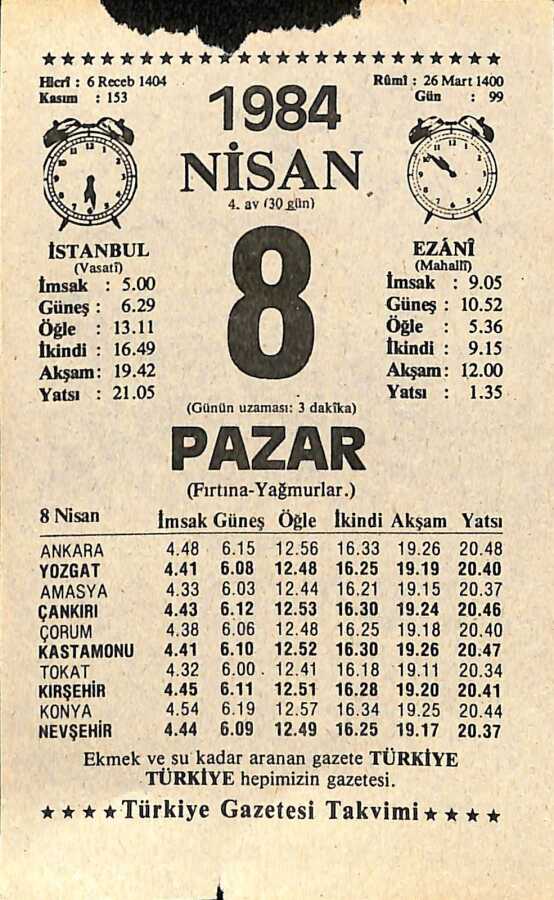 Hicrî : 6 Receb 1404
Kasım : 153
Rûmî : 26 Mart 1400
Gün : 99
1984
NİSAN
4. ay (30 gün)
8
İSTANBUL
(Vasatî)
İmsak : 5.00
Güneş : 6.29
Öğle : 13.11
İkindi : 16.49
Akşam: 19.42
Yatsı : 21.05
EZÂNÎ
(Mahallî)
İmsak : 9.05
Güneş : 10.52
Öğle : 5.36
İkindi : 9.15
Akşam: 12.00
Yatsı : 1.35
(Günün uzaması: 3 dakîka)
PAZAR
(Fırtına-Yağmurlar.)
8 Nisan İmsak Güneş Öğle İkindi Akşam Yatsı
ANKARA 4.48 6.15 12.56 16.33 19.26 20.48
YOZGAT 4.41 6.08 12.48 16.25 19.19 20.40
AMASYA 4.33 6.03 12.44 16.21 19.15 20.37
ÇANKIRI 4.43 6.12 12.53 16.30 19.24 20.46
ÇORUM 4.38 6.06 12.48 16.25 19.18 20.40
KASTAMONU 4.41 6.10 12.52 16.30 19.26 20.47
TOKAT 4.32 6.00 12.41 16.18 19.11 20.34
KIRŞEHİR 4.45 6.11 12.51 16.28 19.20 20.41
KONYA 4.54 6.19 12.57 16.34 19.25 20.44
NEVŞEHİR 4.44 6.09 12.49 16.25 19.17 20.37
Ekmek ve su kadar aranan gazete TÜRKİYE
TÜRKİYE hepimizin gazetesi.
★★★★Türkiye Gazetesi Takvimi★★★★